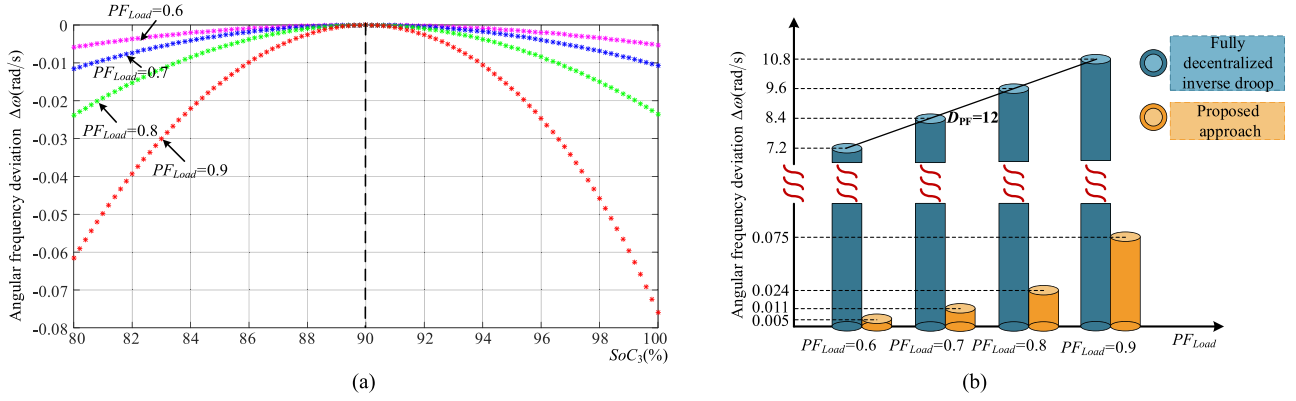 PF_Load=0.6
PF_Load=0.7
PF_Load=0.8
PF_Load=0.9
Angular frequency deviation Δω(rad/s)
0
-0.01
-0.02
-0.03
-0.04
-0.05
-0.06
-0.07
-0.08
80 82 84 86 88 90 92 94 96 98 100
SoC_3(%)
(a)
Angular frequency deviation Δω(rad/s)
10.8
9.6
8.4
7.2
0.075
0.024
0.011
0.005
D_PF=12
PF_Load=0.6 PF_Load=0.7 PF_Load=0.8 PF_Load=0.9
PF_Load
Fully
decentralized
inverse droop
Proposed
approach
(b)